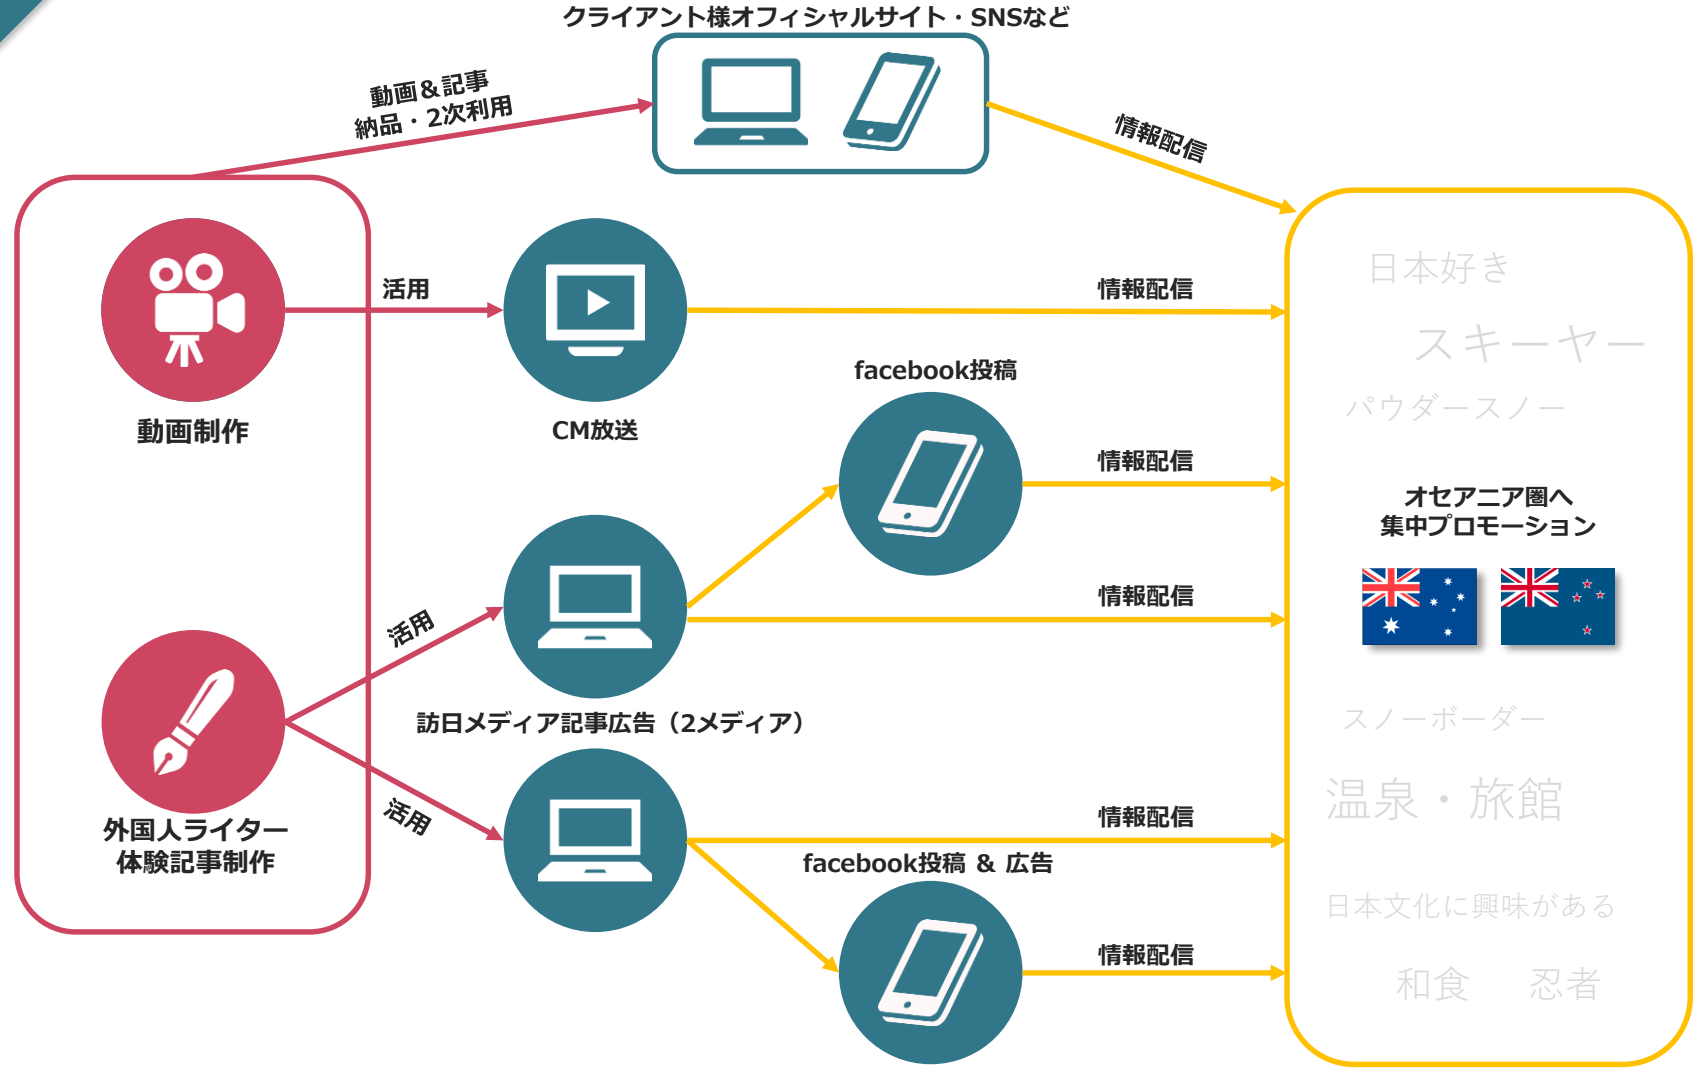 クライアント様オフィシャルサイト・SNSなど
動画＆記事
納品・2次利用
情報配信
活用
情報配信
動画制作
CM放送
facebook投稿
情報配信
活用
情報配信
訪日メディア記事広告（2メディア）
外国人ライター
体験記事制作
活用
情報配信
facebook投稿 & 広告
情報配信
日本好き
スキーヤー
パウダースノー
オセアニア圏へ
集中プロモーション
スノーボーダー
温泉・旅館
日本文化に興味がある
和食 忍者